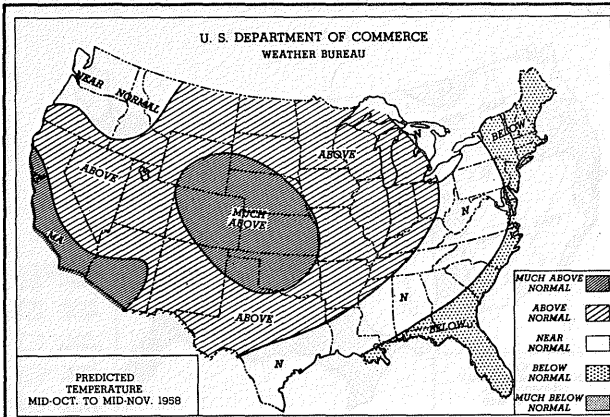 U. S. DEPARTMENT OF COMMERCE
WEATHER BUREAU
NEAR NORMAL
ABOVE
ABOVE
N
BELOW
MUCH
ABOVE
MA
N
N
BELOW
ABOVE
N
MUCH ABOVE
NORMAL
ABOVE
NORMAL
NEAR
NORMAL
BELOW
NORMAL
MUCH BELOW
NORMAL
PREDICTED
TEMPERATURE
MID-OCT. TO MID-NOV. 1958